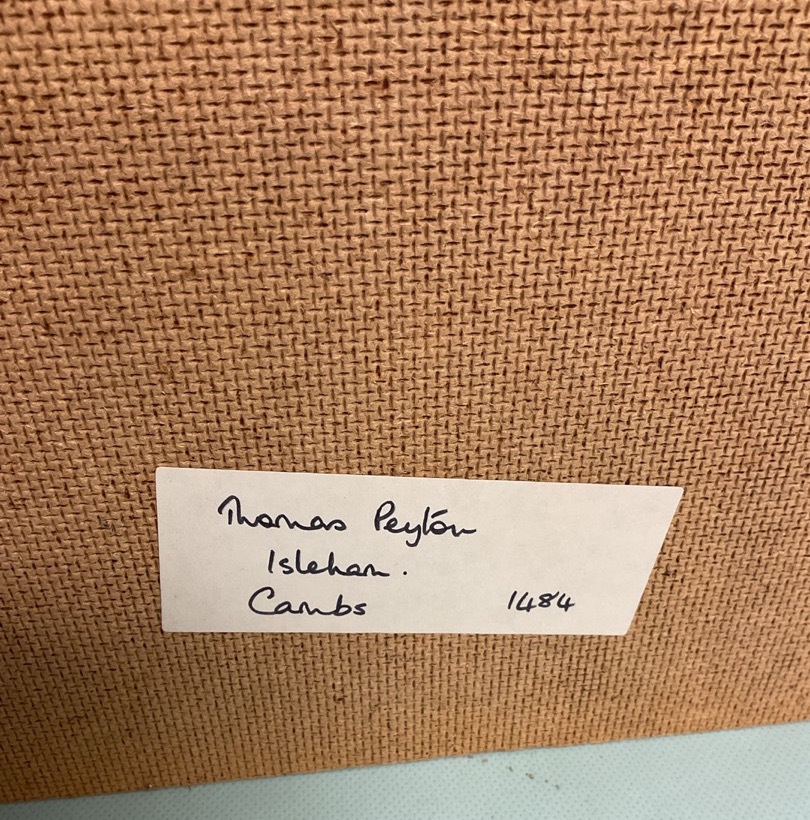 Thomas Peyton
Isleham.
Cambs 1484